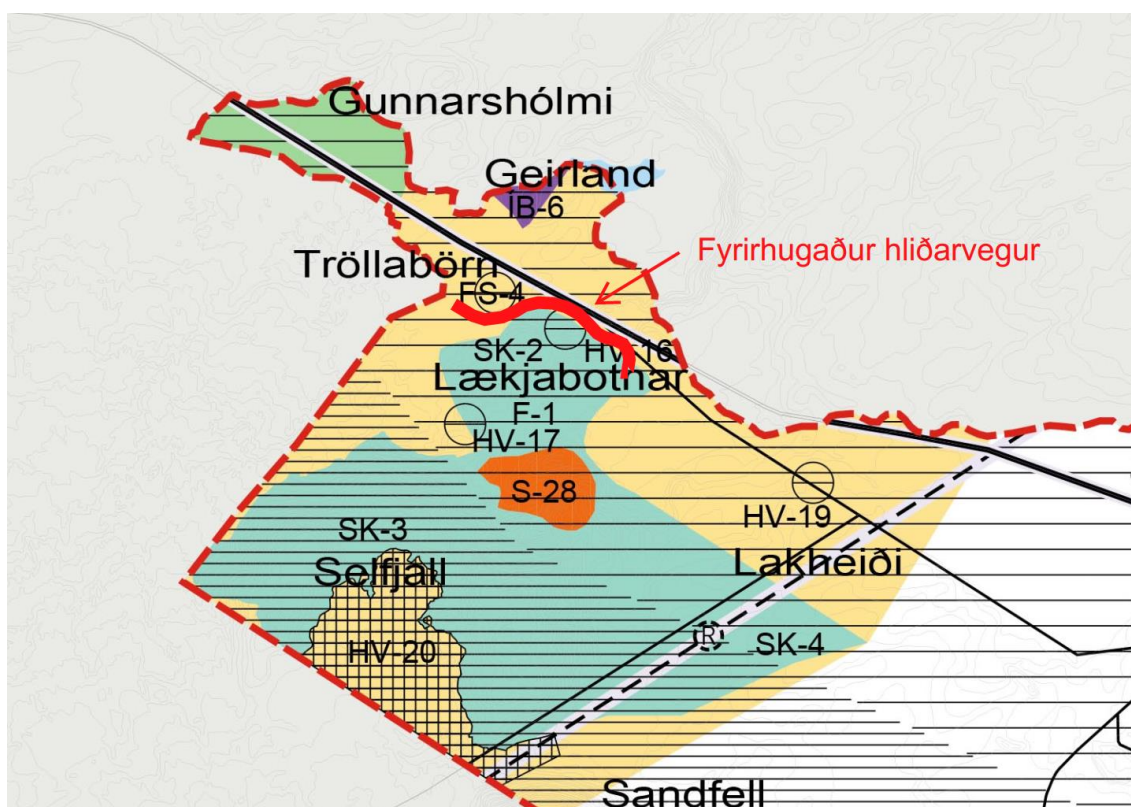 Gunnarshólmi
Geirland
ÍB-6
Fyrirhugaður hliðarvegur
Tröllabörn
FS-4
SK-2
HV-16
Lækjabotnar
F-1
HV-17
S-28
HV-19
SK-3
Lakheiði
Selfjall
R
SK-4
HV-20
Sandfell